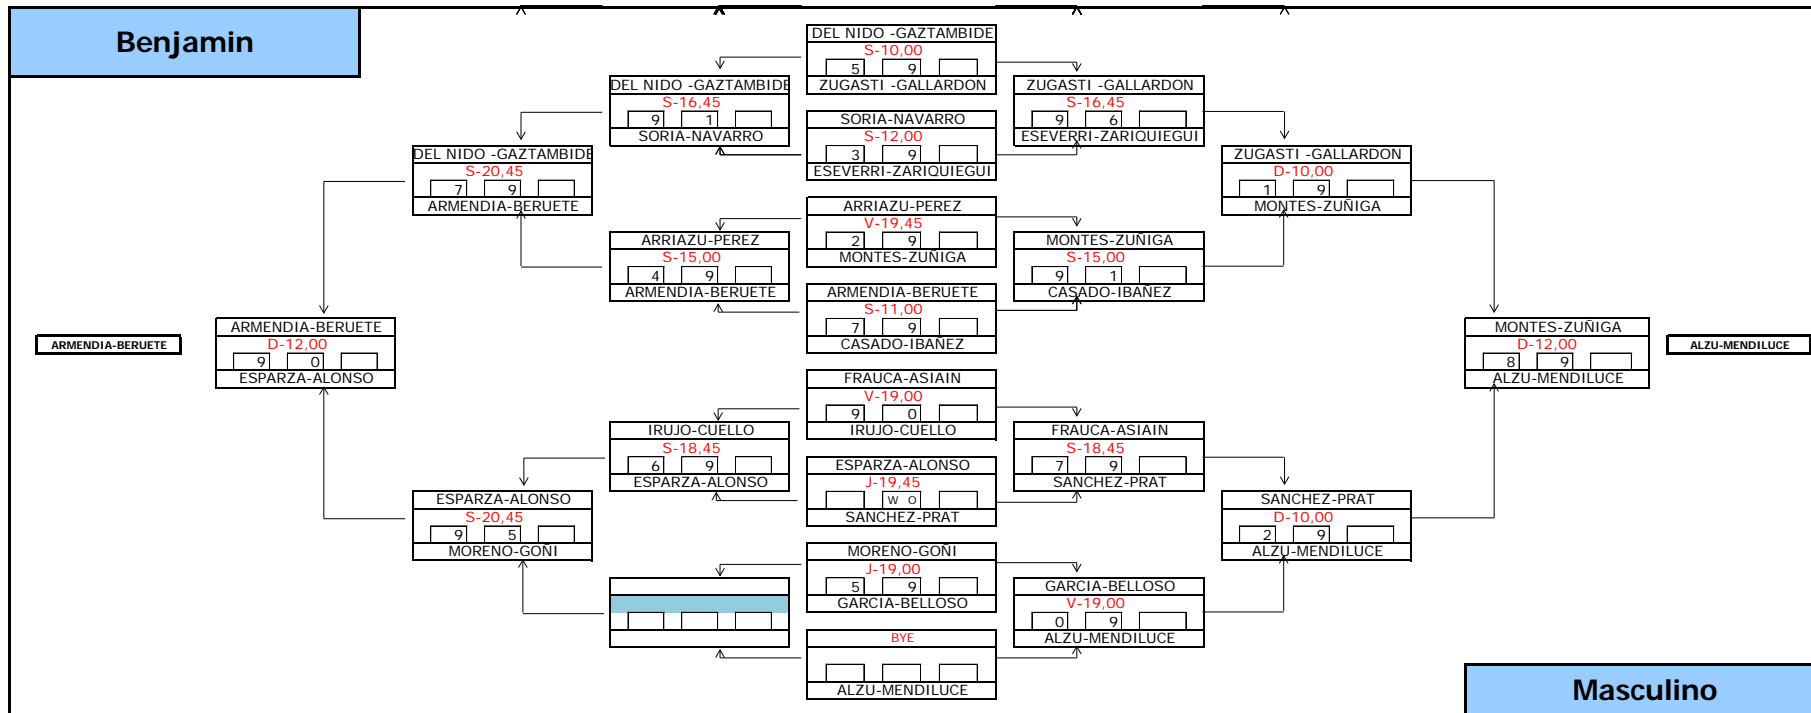 Benjamin
DEL NIDO -GAZTAMBIDE
S-10,00
5 9
ZUGASTI -GALLARDON
DEL NIDO -GAZTAMBIDE
S-16,45
9 1
SORIA-NAVARRO
ZUGASTI -GALLARDON
S-16,45
9 6
ESEVERRI-ZARIQUIEGUI
SORIA-NAVARRO
S-12,00
3 9
ESEVERRI-ZARIQUIEGUI
DEL NIDO -GAZTAMBIDE
S-20,45
7 9
ARMENDIA-BERUETE
ZUGASTI -GALLARDON
D-10,00
1 9
MONTES-ZUÑIGA
ARRIAZU-PEREZ
V-19,45
2 9
MONTES-ZUÑIGA
ARRIAZU-PEREZ
S-15,00
4 9
ARMENDIA-BERUETE
MONTES-ZUÑIGA
S-15,00
9 1
CASADO-IBAÑEZ
ARMENDIA-BERUETE
S-11,00
7 9
CASADO-IBAÑEZ
ARMENDIA-BERUETE
ARMENDIA-BERUETE
D-12,00
9 0
ESPARZA-ALONSO
MONTES-ZUÑIGA
D-12,00
8 9
ALZU-MENDILUCE
ALZU-MENDILUCE
FRAUCA-ASIAIN
V-19,00
9 0
IRUJO-CUELLO
IRUJO-CUELLO
S-18,45
6 9
ESPARZA-ALONSO
FRAUCA-ASIAIN
S-18,45
7 9
SANCHEZ-PRAT
ESPARZA-ALONSO
J-19,45
W O
SANCHEZ-PRAT
ESPARZA-ALONSO
S-20,45
9 5
MORENO-GOÑI
SANCHEZ-PRAT
D-10,00
2 9
ALZU-MENDILUCE
MORENO-GOÑI
J-19,00
5 9
GARCIA-BELLOSO
GARCIA-BELLOSO
V-19,00
0 9
ALZU-MENDILUCE
BYE
ALZU-MENDILUCE
Masculino